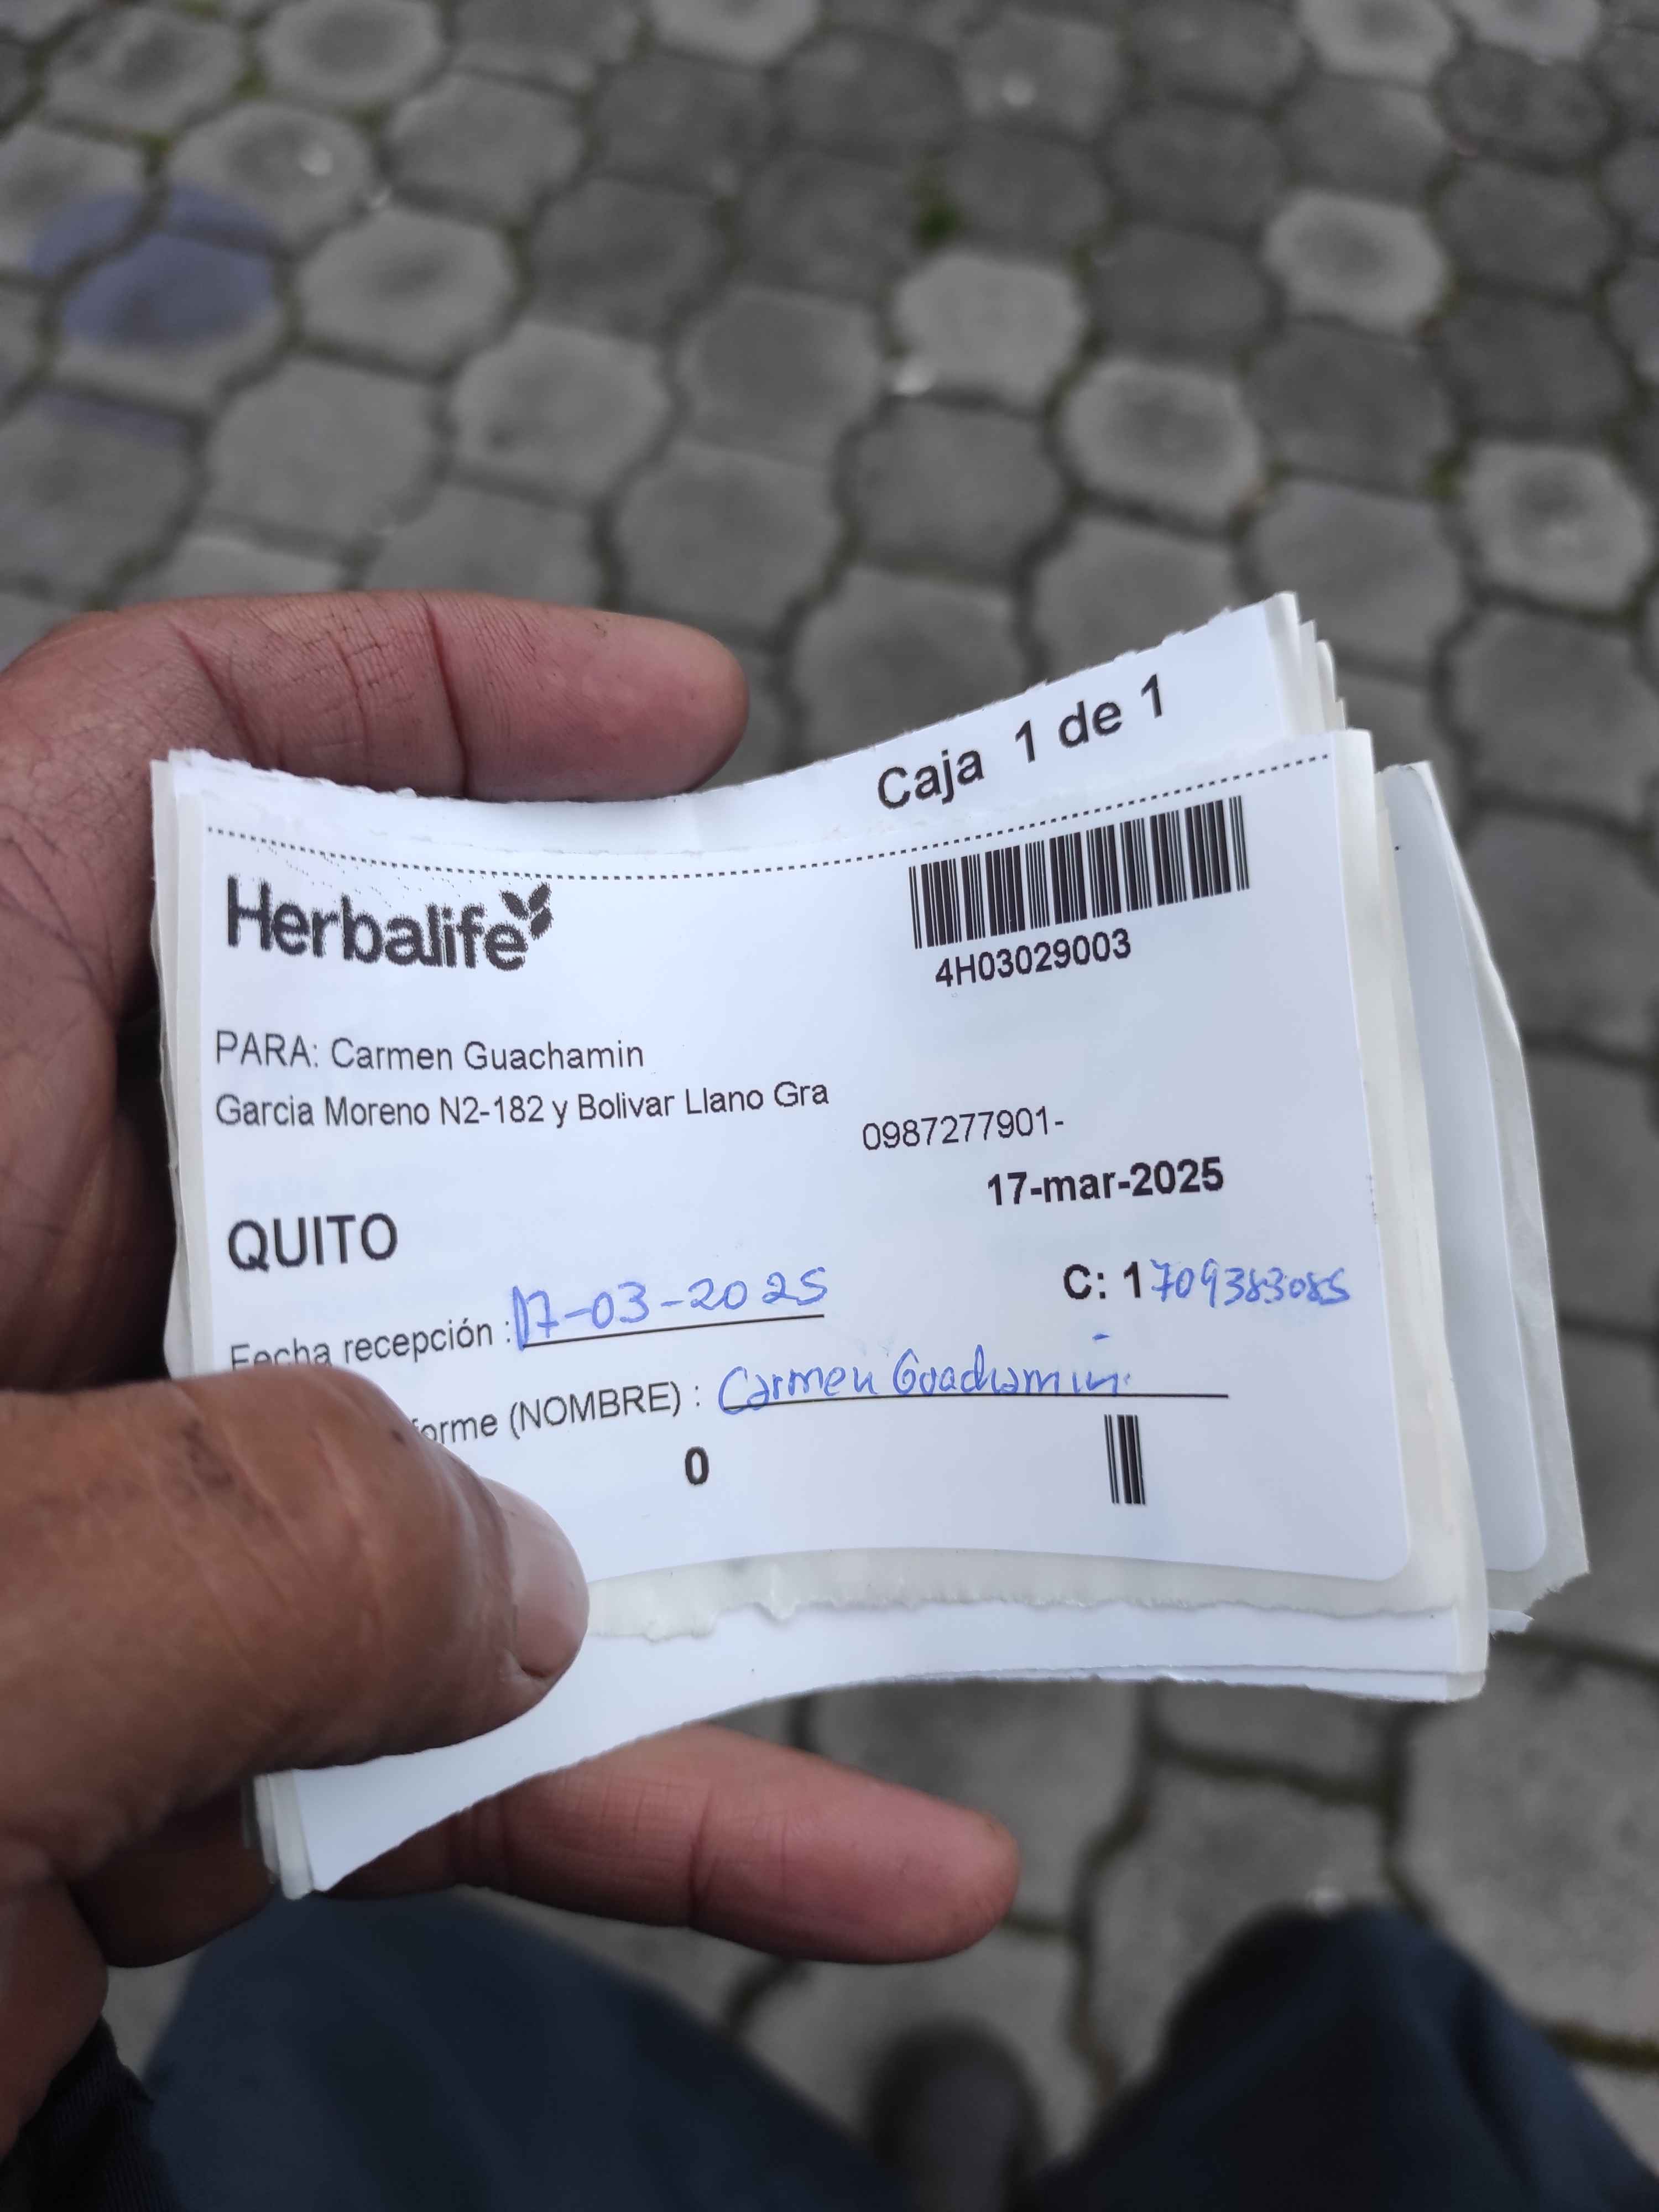 Caja 1 de 1
Herbalife
4H03029003
PARA: Carmen Guachamin
Garcia Moreno N2-182 y Bolivar Llano Gra
0987277901-
17-mar-2025
QUITO
C: 1709383085
Fecha recepción : 17-03-2025
orme (NOMBRE) : Carmen Guachamin
0